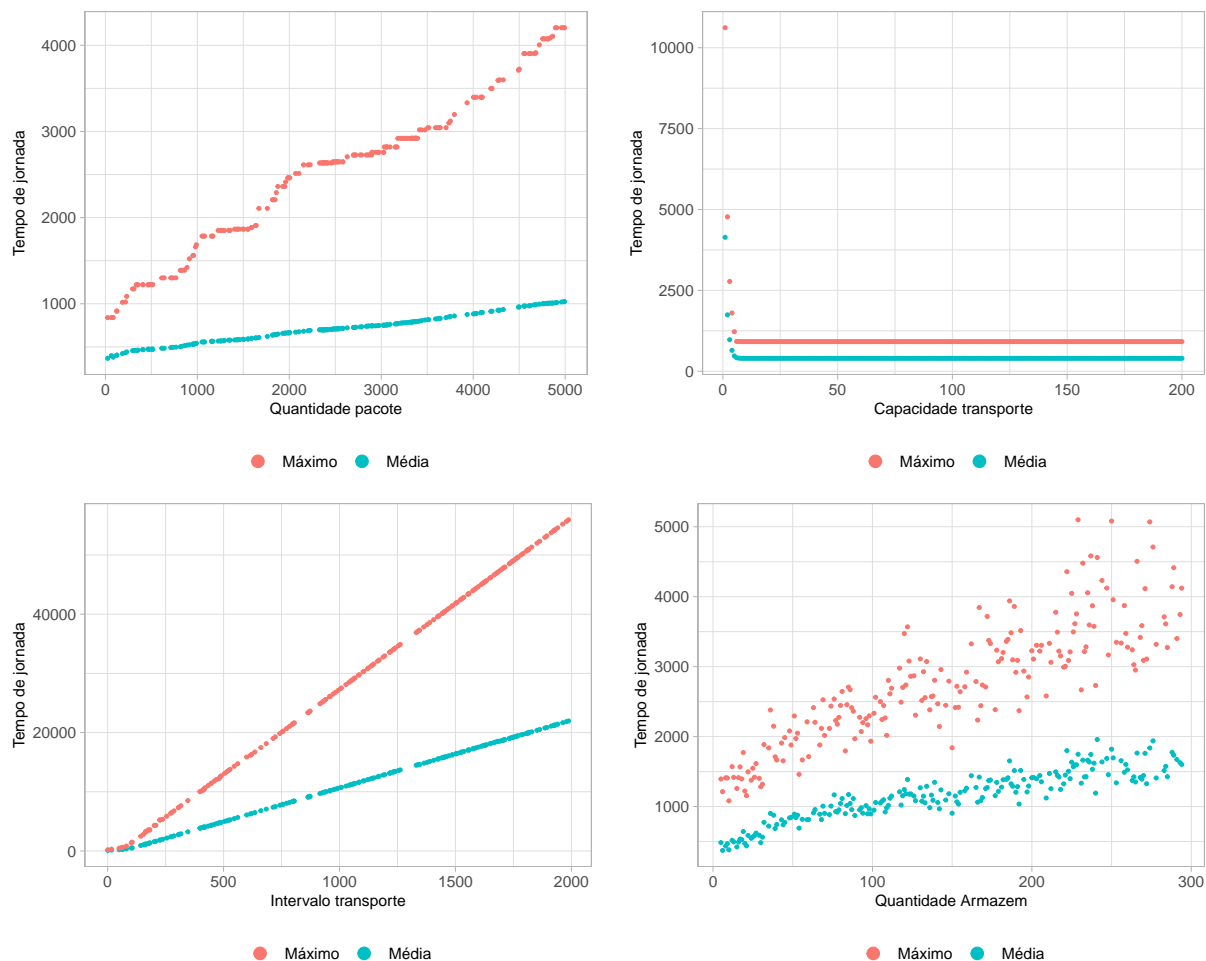 Tempo de jornada
4000
3000
2000
1000
0 1000 2000 3000 4000 5000
Quantidade pacote
Máximo Média
Tempo de jornada
10000
7500
5000
2500
0
0 50 100 150 200
Capacidade transporte
Máximo Média
Tempo de jornada
40000
20000
0
0 500 1000 1500 2000
Intervalo transporte
Máximo Média
Tempo de jornada
5000
4000
3000
2000
1000
0 100 200 300
Quantidade Armazem
Máximo Média